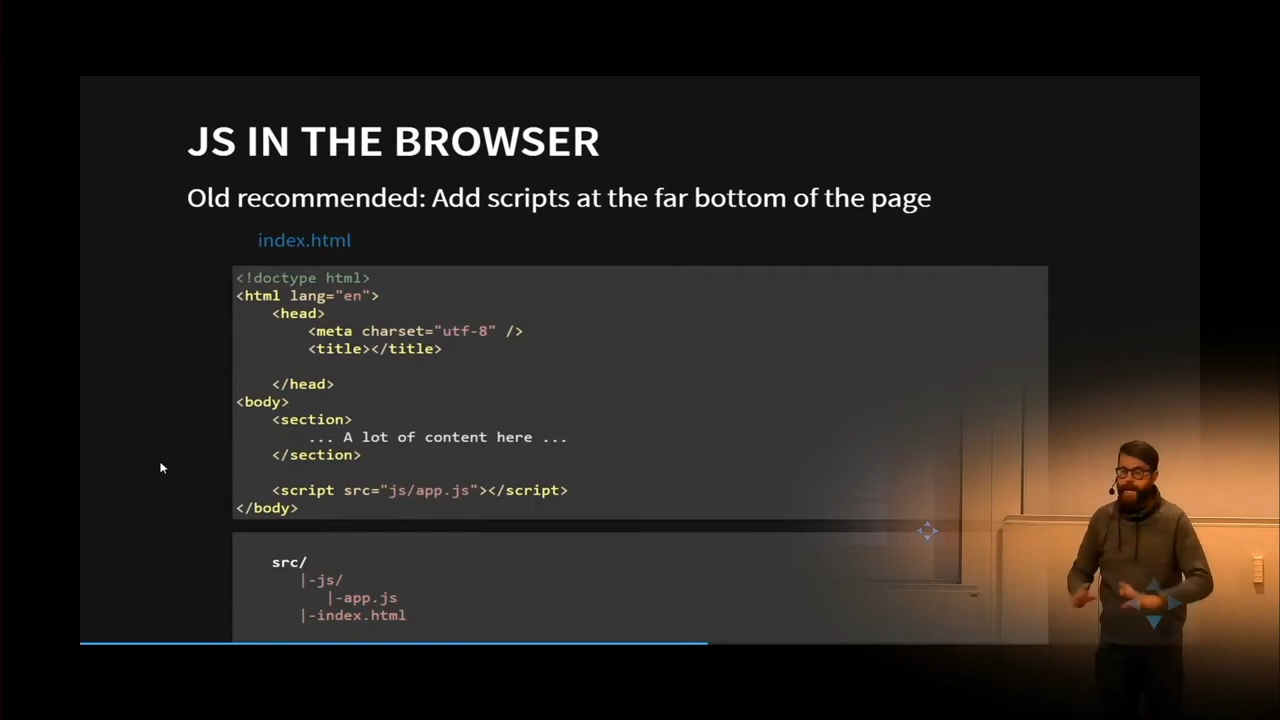 JS IN THE BROWSER
Old recommended: Add scripts at the far bottom of the page
index.html
<!doctype html>
<html lang="en">
    <head>
        <meta charset="utf-8" />
        <title></title>

    </head>
<body>
    <section>
        ... A lot of content here ...
    </section>

    <script src="js/app.js"></script>
</body>
src/
|-js/
|-app.js
|-index.html